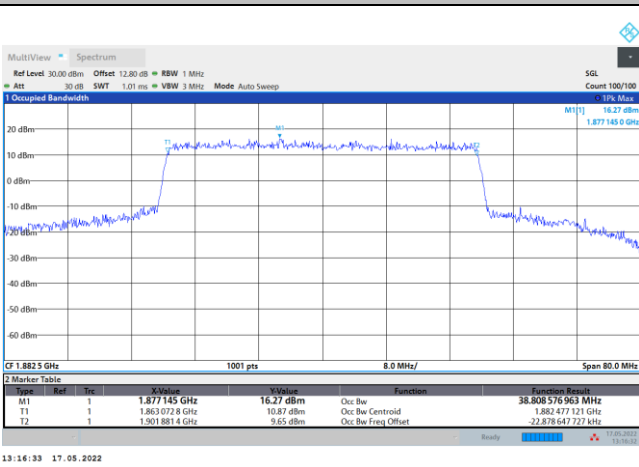 MultiView Spectrum
Ref Level 30.00 dBm Offset 12.80 dB RBW 1 MHz SGL
Att 30 dB SWT 1.01 ms VBW 3 MHz Mode Auto Sweep Count 100/100
1 Occupied Bandwidth 1Pk Max
M1[1] 16.27 dBm
1.877 145 0 GHz
M1
20 dBm
T1
T2
10 dBm
0 dBm
-10 dBm
-20 dBm
-30 dBm
-40 dBm
-50 dBm
-60 dBm
CF 1.882 5 GHz 1001 pts 8.0 MHz/ Span 80.0 MHz
2 Marker Table
Type Ref Trc X-Value Y-Value Function Function Result
M1 1 1.877 145 GHz 16.27 dBm Occ Bw 38.808 576 963 MHz
T1 1 1.863 072 8 GHz 10.87 dBm Occ Bw Centroid 1.882 477 121 GHz
T2 1 1.901 881 4 GHz 9.65 dBm Occ Bw Freq Offset -22.878 647 727 kHz
Ready 17.05.2022
13:16:32
13:16:33 17.05.2022